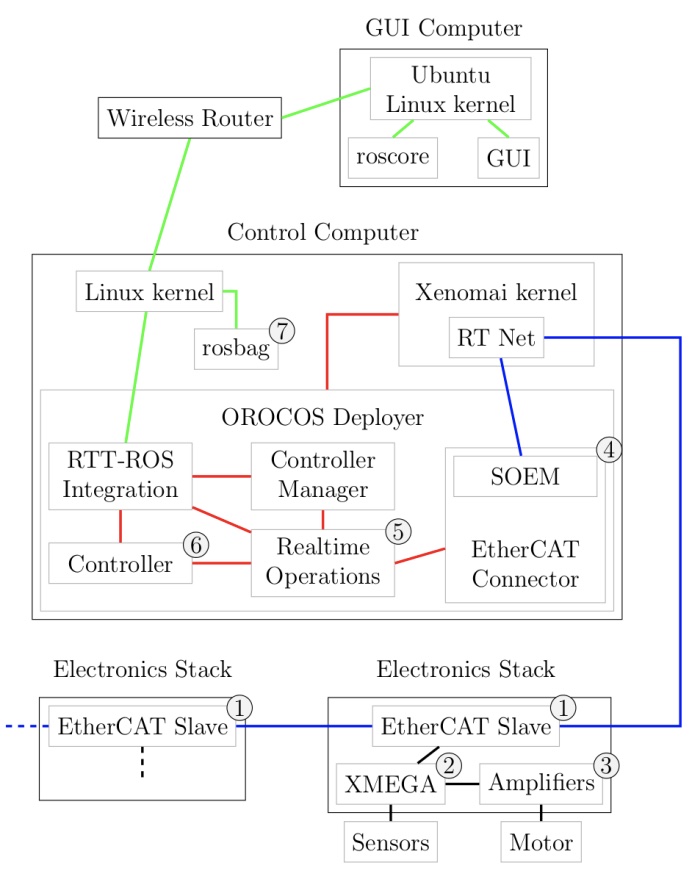 GUI Computer
Ubuntu
Linux kernel
Wireless Router
roscore
GUI
Control Computer
Linux kernel
Xenomai kernel
7
RT Net
rosbag
OROCOS Deployer
4
RTT-ROS
Integration
Controller
Manager
SOEM
5
6
Realtime
Operations
EtherCAT
Connector
Controller
Electronics Stack
Electronics Stack
1
1
EtherCAT Slave
EtherCAT Slave
2
3
XMEGA
Amplifiers
Sensors
Motor